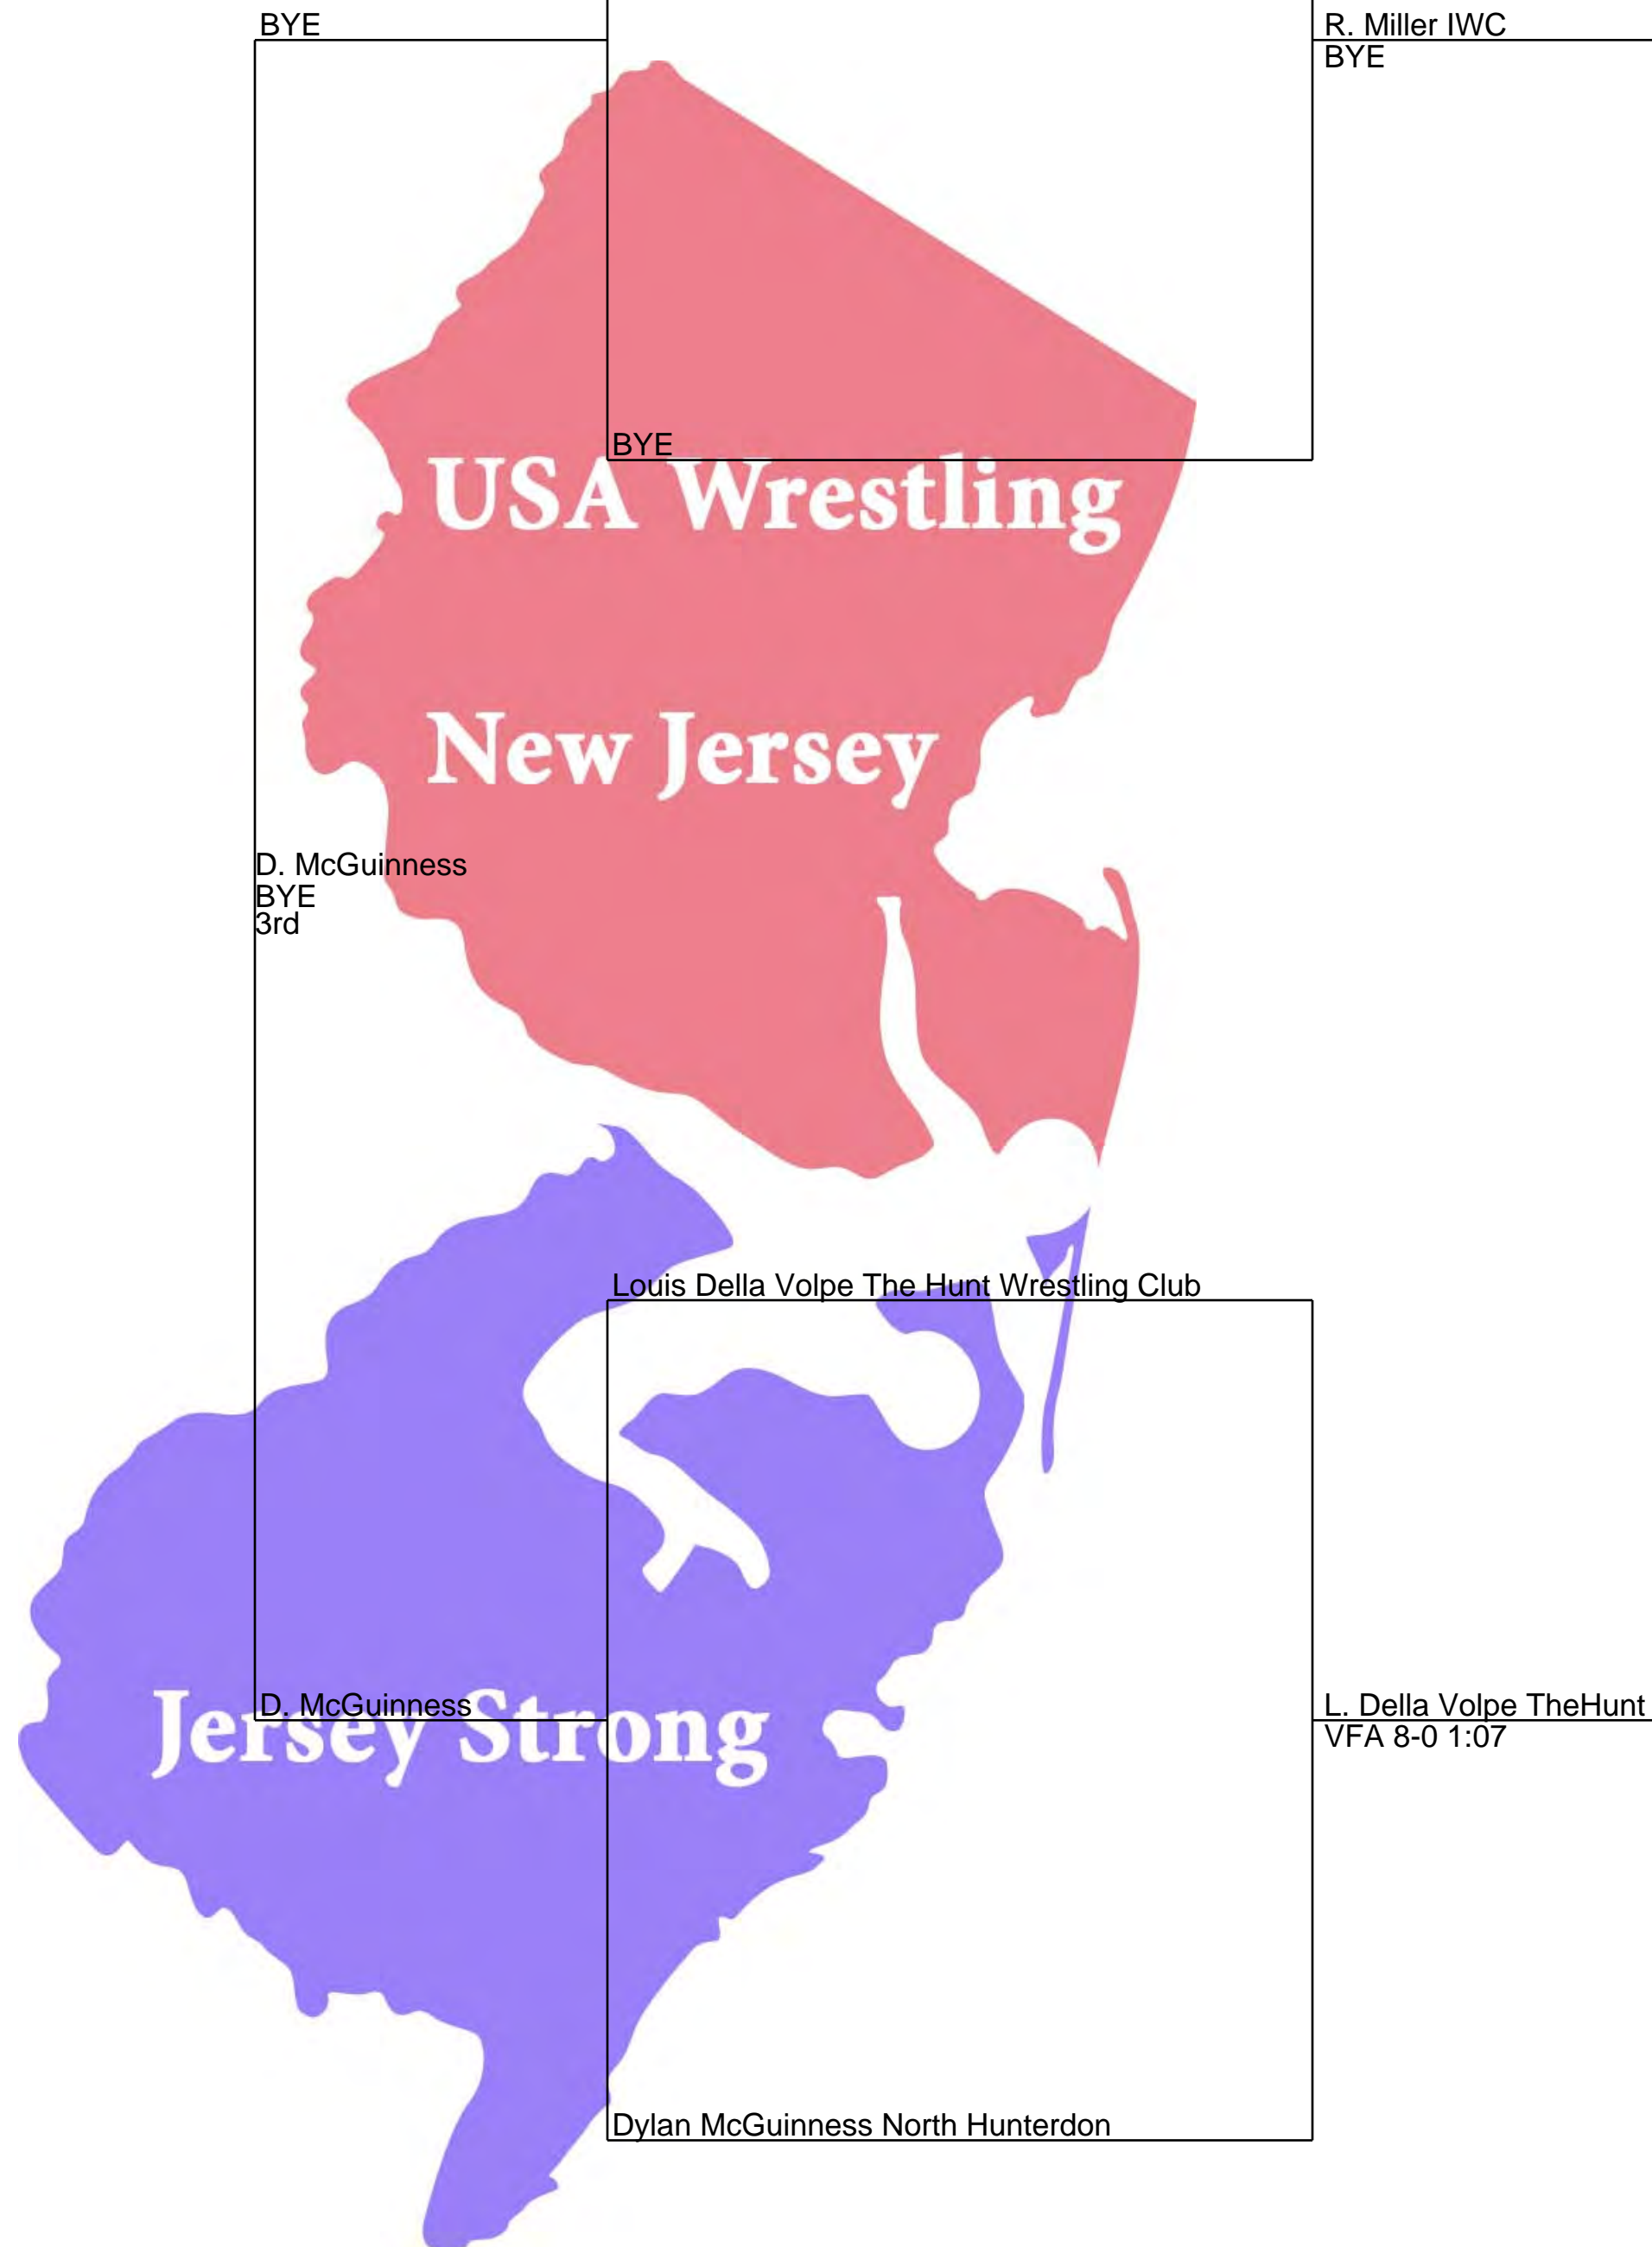 BYE
R. Miller IWC
BYE
BYE
USA Wrestling
New Jersey
D. McGuinness
BYE
3rd
Louis Della Volpe The Hunt Wrestling Club
D. McGuinness
Jersey Strong
L. Della Volpe TheHunt
VFA 8-0 1:07
Dylan McGuinness North Hunterdon